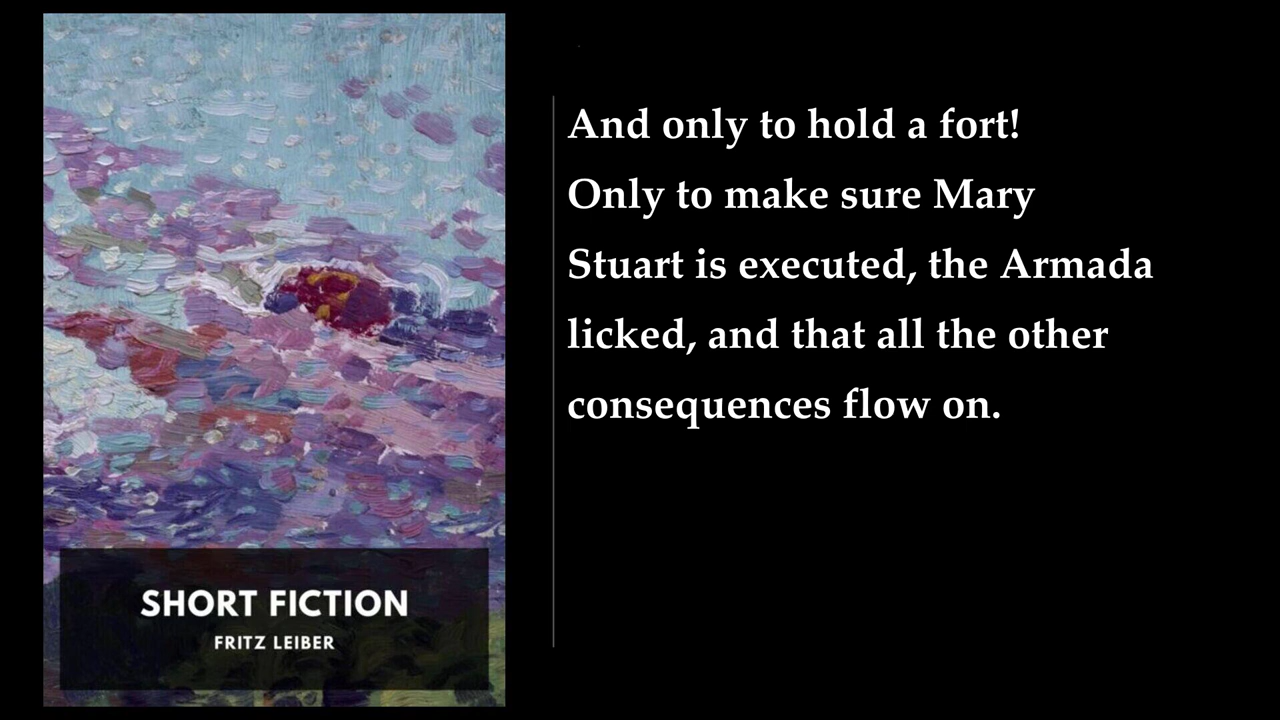 SHORT FICTION
FRITZ LEIBER
And only to hold a fort!
Only to make sure Mary
Stuart is executed, the Armada
licked, and that all the other
consequences flow on.